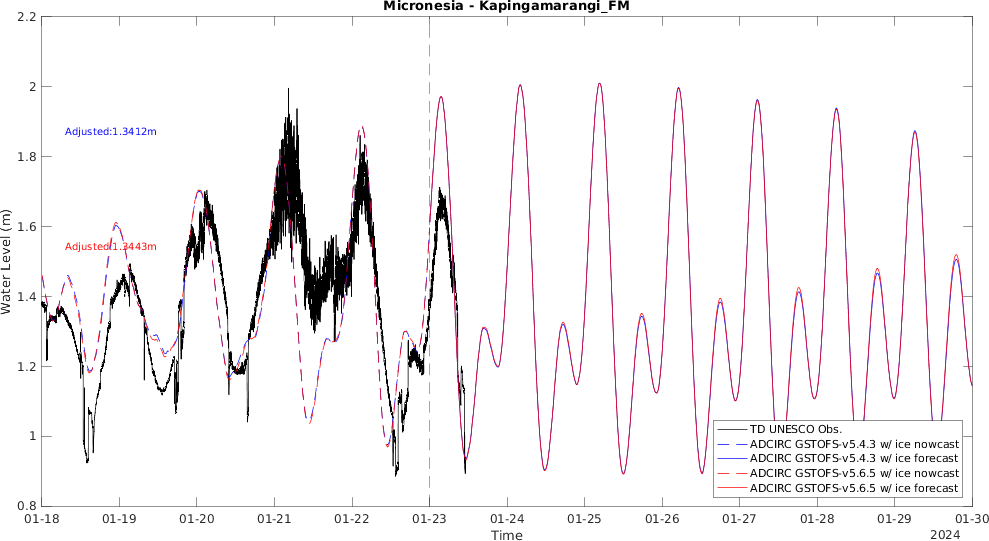 Micronesia - Kapingamarangi_FM
2.2
2
1.8
1.6
1.4
1.2
1
0.8
Water Level (m)
Adjusted:1.3412m
Adjusted:1.3443m
TD UNESCO Obs.
ADCIRC GSTOFS-v5.4.3 w/ ice nowcast
ADCIRC GSTOFS-v5.4.3 w/ ice forecast
ADCIRC GSTOFS-v5.6.5 w/ ice nowcast
ADCIRC GSTOFS-v5.6.5 w/ ice forecast
01-18 01-19 01-20 01-21 01-22 01-23 01-24 01-25 01-26 01-27 01-28 01-29 01-30
Time
2024